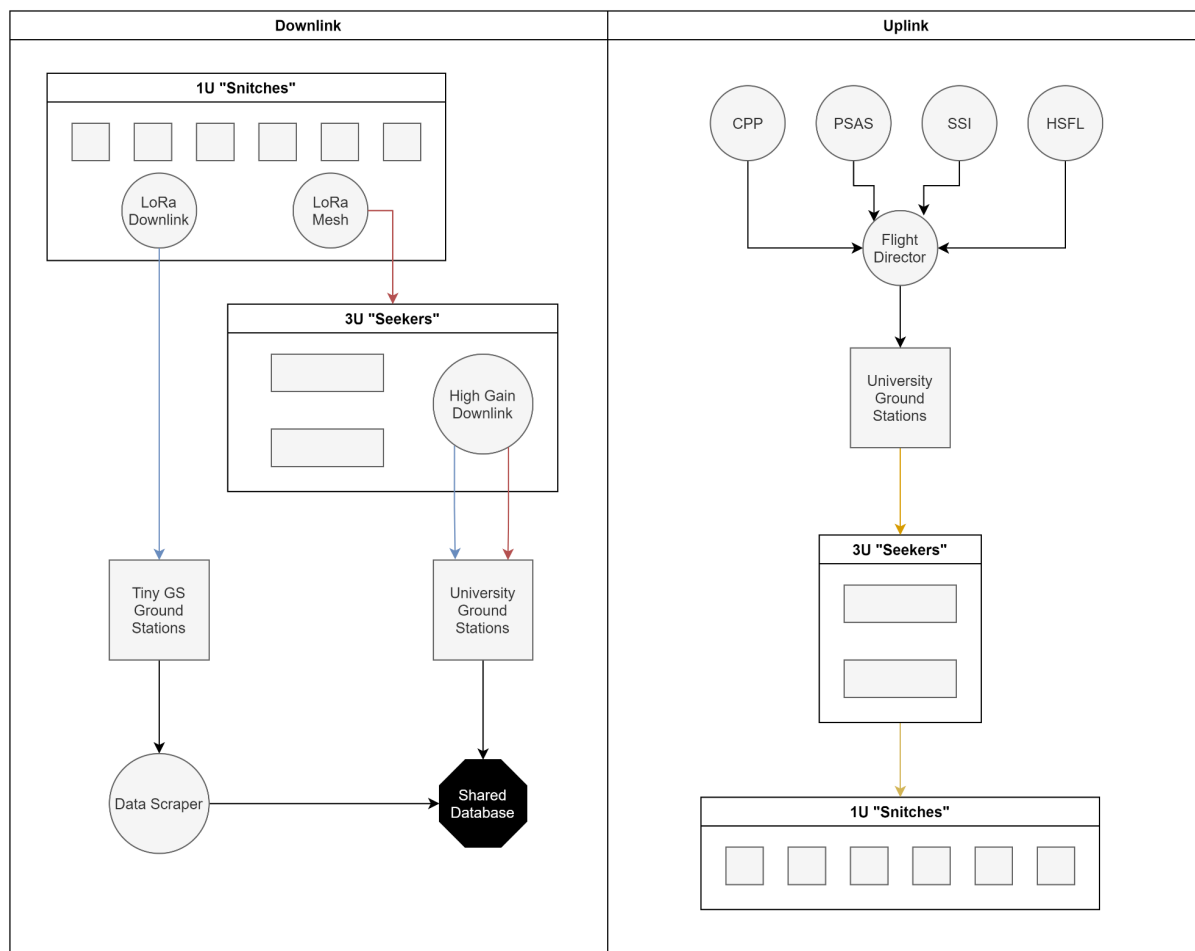 Downlink
Uplink
1U "Snitches"
LoRa
Downlink
LoRa
Mesh
3U "Seekers"
High Gain
Downlink
Tiny GS
Ground
Stations
University
Ground
Stations
Data Scraper
Shared
Database
CPP
PSAS
SSI
HSFL
Flight
Director
University
Ground
Stations
3U "Seekers"
1U "Snitches"